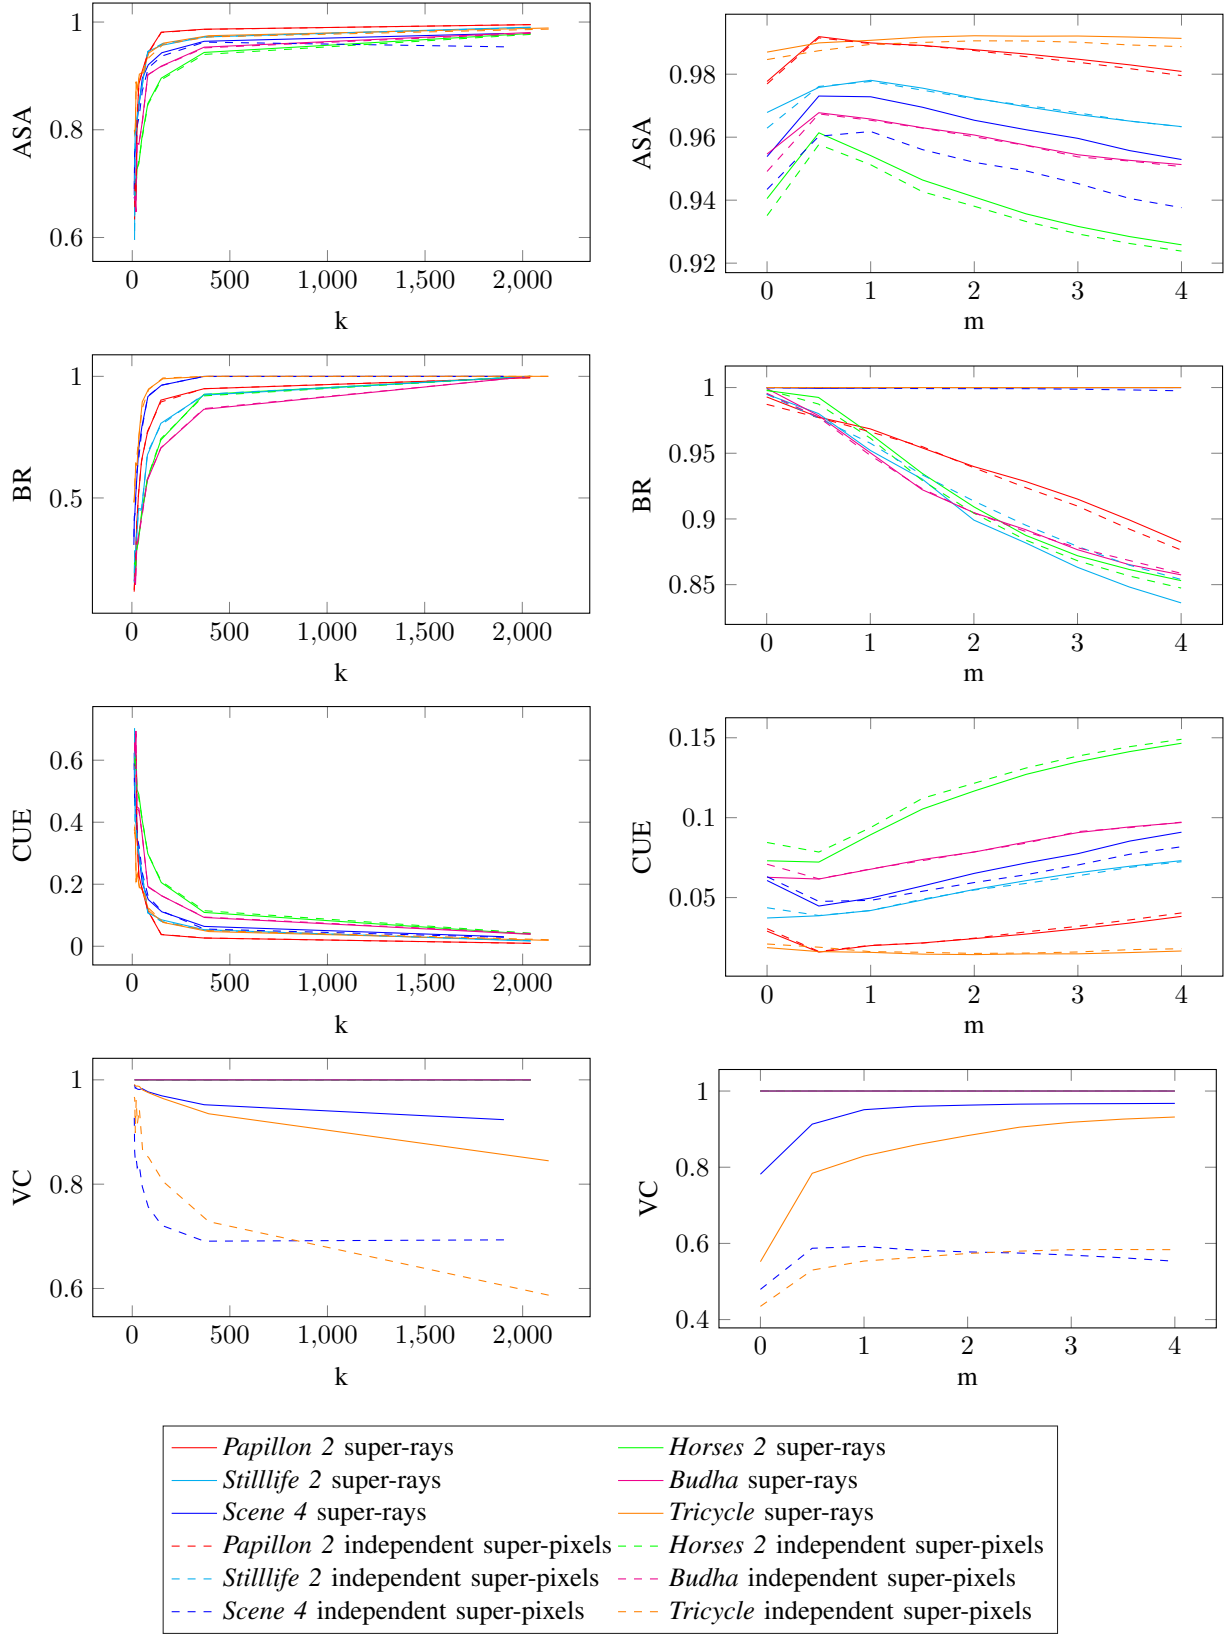 1
0.8
0.6
ASA
0 500 1,000 1,500 2,000
k
0.98
0.96
0.94
0.92
ASA
0 1 2 3 4
m
1
0.5
BR
0 500 1,000 1,500 2,000
k
1
0.95
0.9
0.85
BR
0 1 2 3 4
m
0.6
0.4
0.2
0
CUE
0 500 1,000 1,500 2,000
k
0.15
0.1
0.05
CUE
0 1 2 3 4
m
1
0.8
0.6
VC
0 500 1,000 1,500 2,000
k
1
0.8
0.6
0.4
VC
0 1 2 3 4
m
Papillon 2 super-rays Horses 2 super-rays
Stilllife 2 super-rays Budha super-rays
Scene 4 super-rays Tricycle super-rays
Papillon 2 independent super-pixels Horses 2 independent super-pixels
Stilllife 2 independent super-pixels Budha independent super-pixels
Scene 4 independent super-pixels Tricycle independent super-pixels